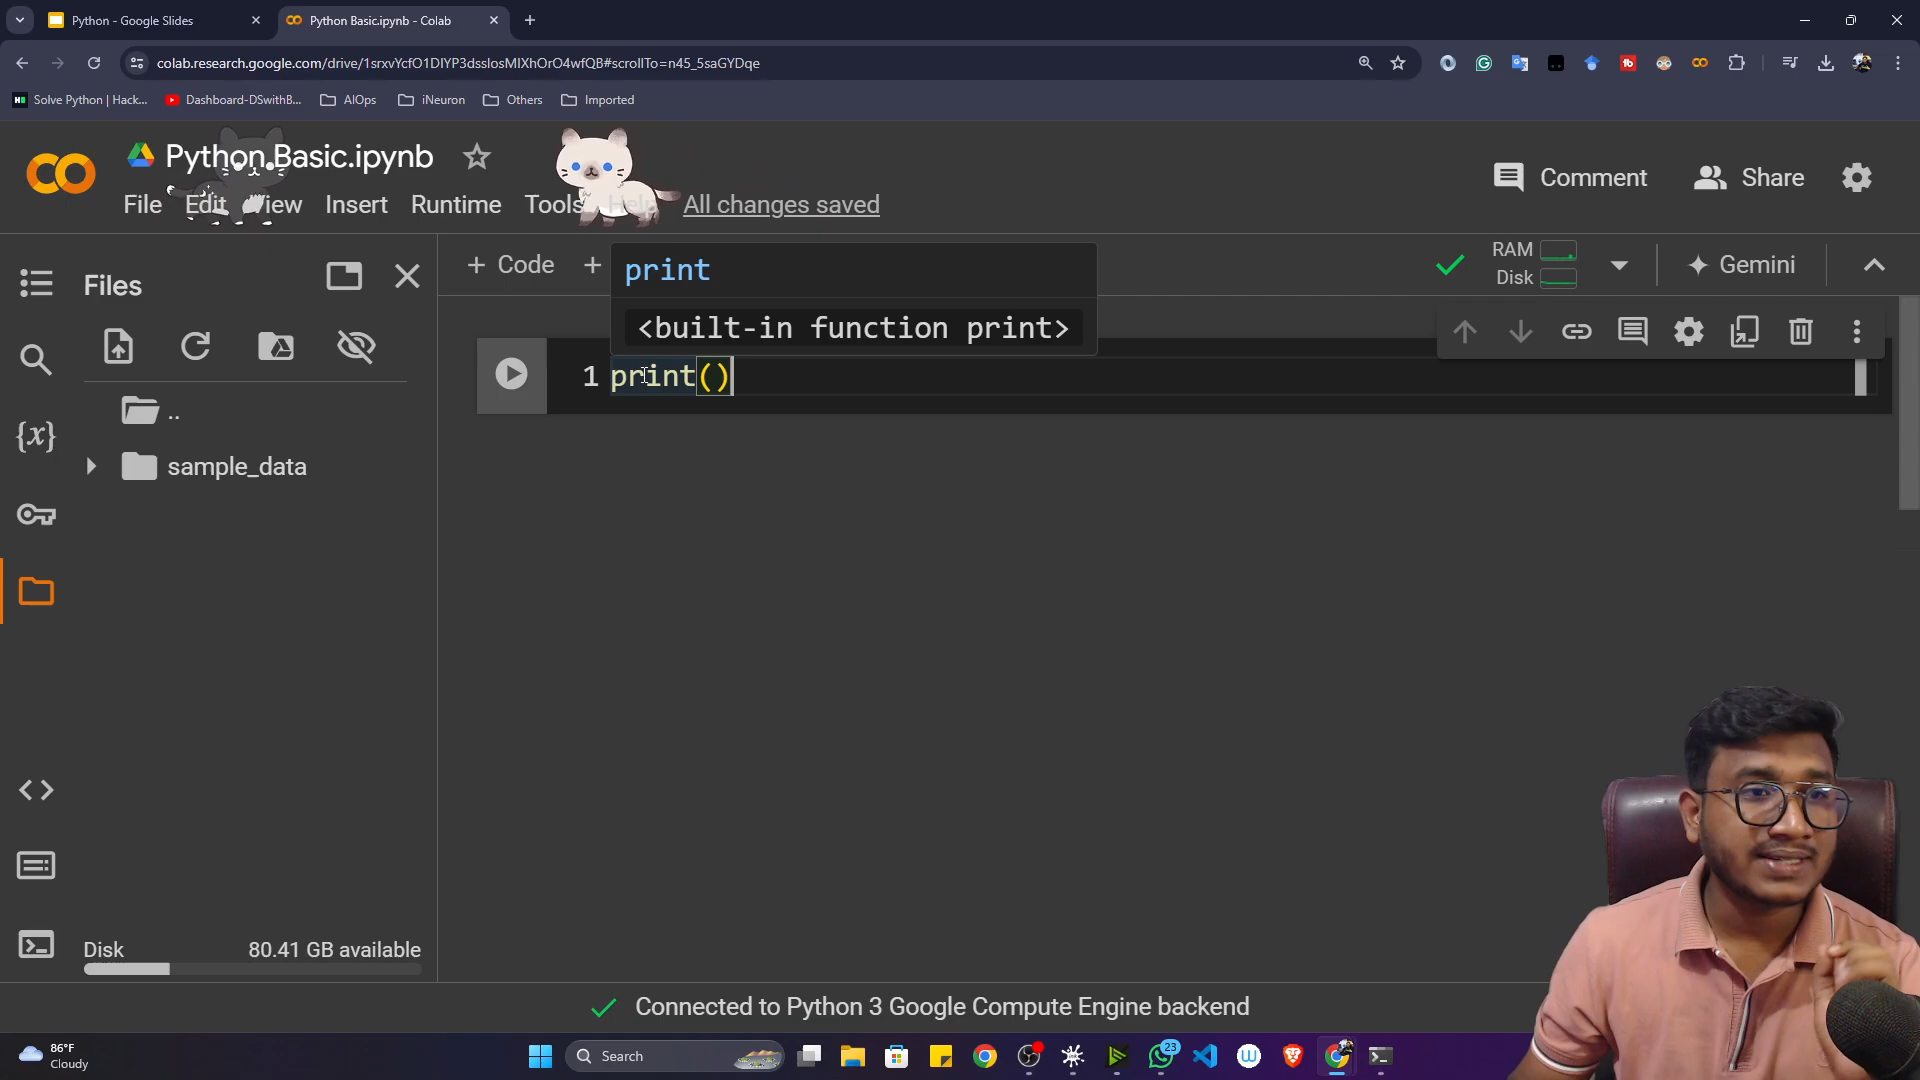 Python - Google Slides
Python Basic.ipynb - Colab
colab.research.google.com/drive/1srxvYcfO1DIYP3dssIosMIXhOrO4wfQB#scrollTo=n45_5saGYDqe
Solve Python | Hack...
Dashboard-DSwithB...
AIOps
iNeuron
Others
Imported
Python Basic.ipynb
File Edit View Insert Runtime Tools Help All changes saved
Comment
Share
Files
+ Code +
print
<built-in function print>
RAM
Disk
Gemini
1 print()
..
{x}
sample_data
Disk 80.41 GB available
Connected to Python 3 Google Compute Engine backend
86°F
Cloudy
Search
23